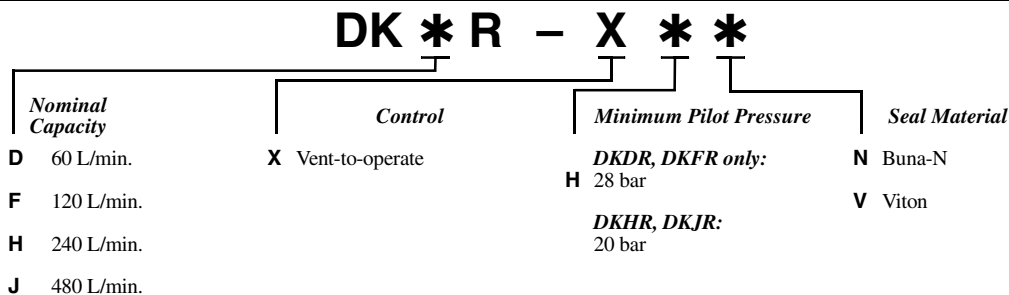 DK * R – X * *
Nominal
Capacity
D 60 L/min.
F 120 L/min.
H 240 L/min.
J 480 L/min.
Control
X Vent-to-operate
Minimum Pilot Pressure
DKDR, DKFR only:
H 28 bar
DKHR, DKJR:
20 bar
Seal Material
N Buna-N
V Viton